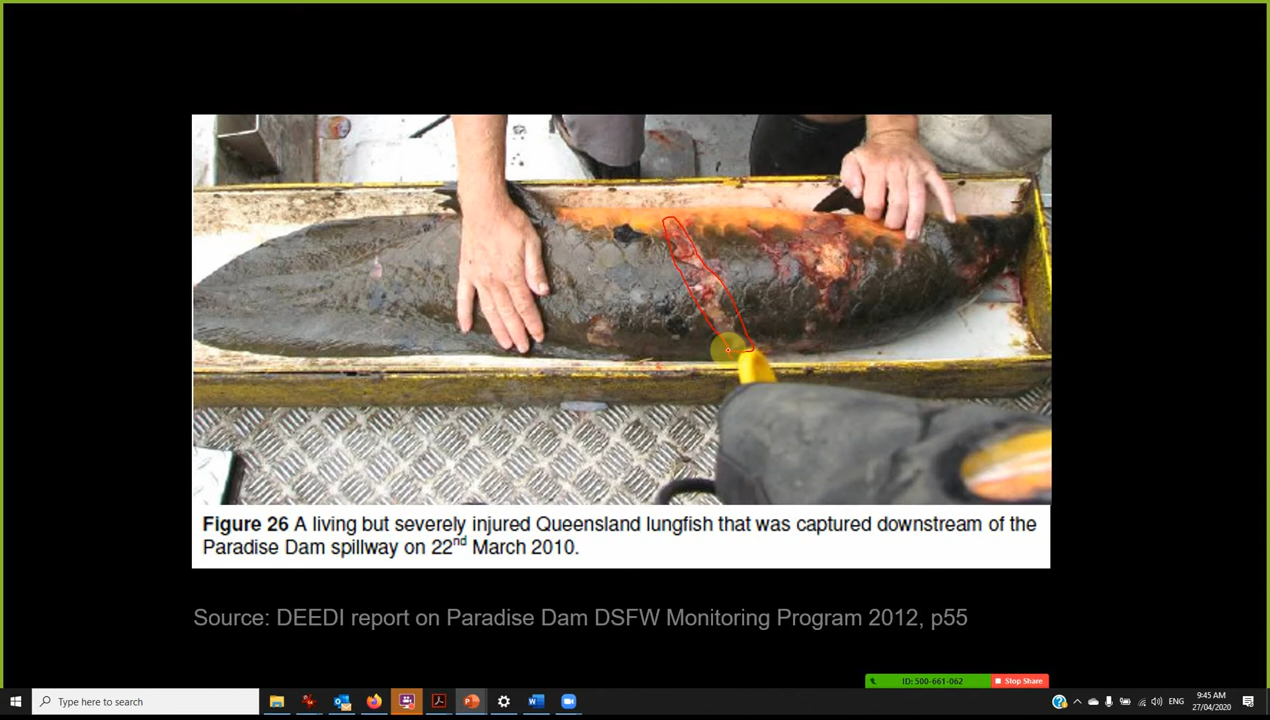 Figure 26 A living but severely injured Queensland lungfish that was captured downstream of the
Paradise Dam spillway on 22nd March 2010.
Source: DEEDI report on Paradise Dam DSFW Monitoring Program 2012, p55
ID: 500-661-062
Stop Share
Type here to search
ENG
9:45 AM
27/04/2020